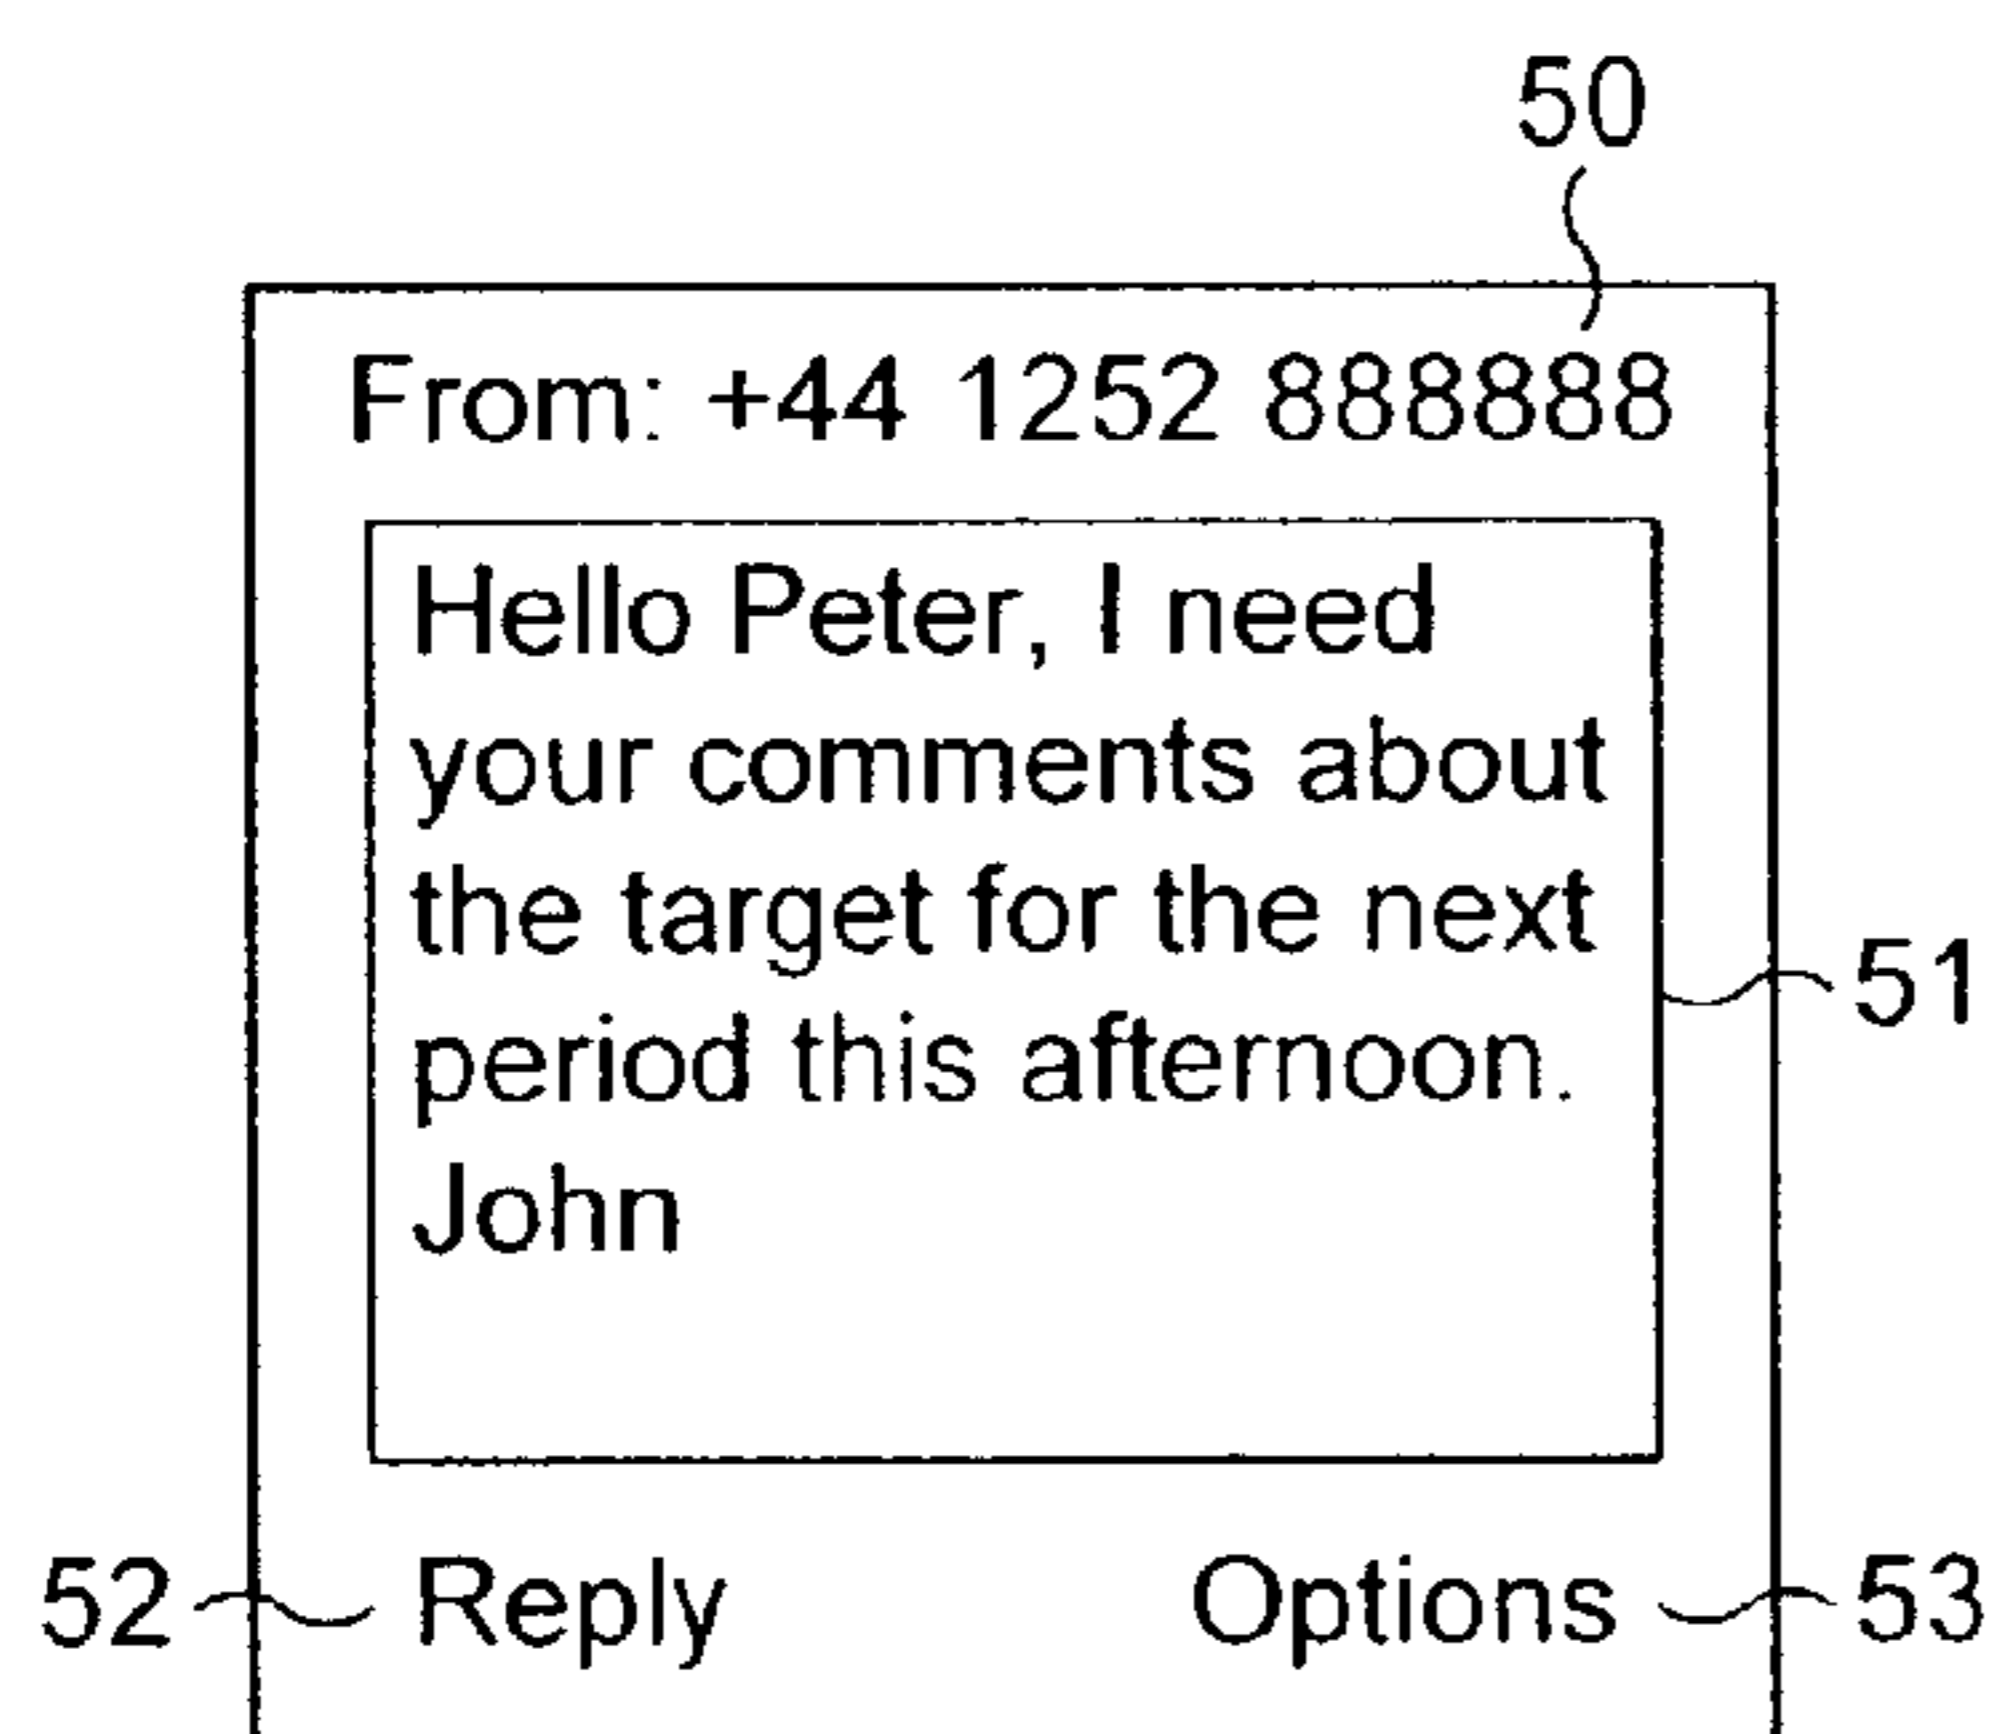 50
From: +44 1252 888888
Hello Peter, I need
your comments about
the target for the next
period this afternoon.
John
51
52 Reply Options 53